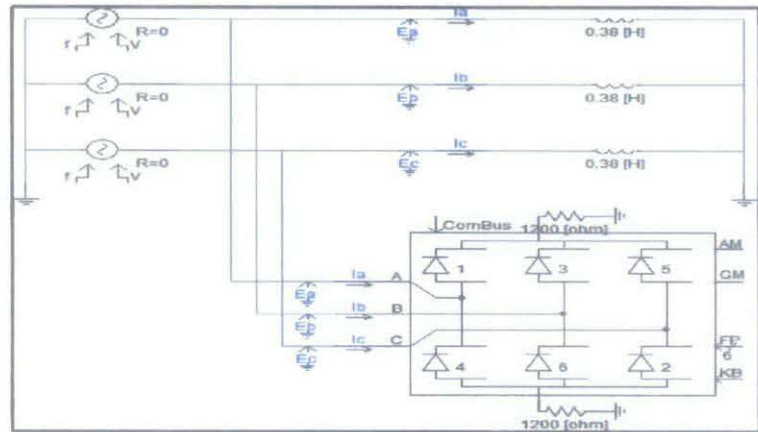 Ia
R=0
f
V
Ea
0.38 [H]
Ib
R=0
f
V
Eb
0.38 [H]
Ic
R=0
f
V
Ec
0.38 [H]
ComBus
1200 [ohm]
AM
1
3
5
Ia
A
GM
Ea
Ib
B
Eb
Ic
C
Ec
FP
6
4
6
2
KB
1200 [ohm]